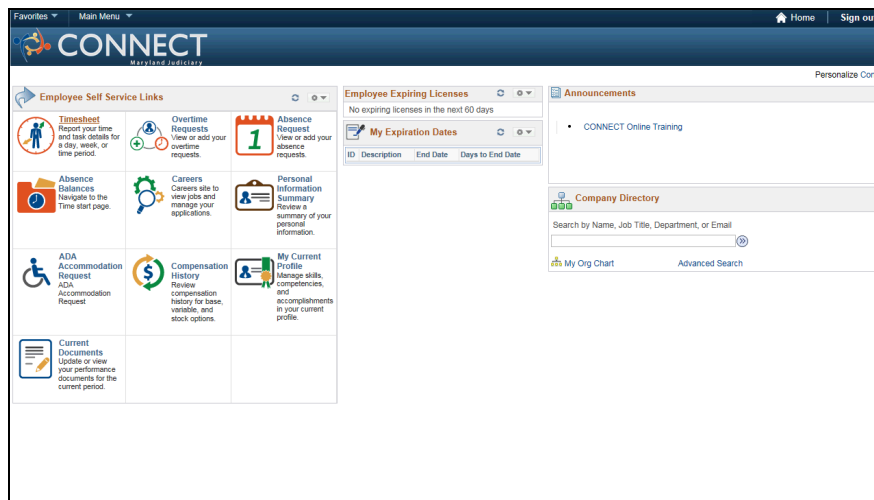 Favorites Main Menu Home Sign out
CONNECT
Maryland Judiciary
Personalize Con
Employee Self Service Links
Timesheet
Report your time
and task details for
a day, week, or
time period.
Overtime
Requests
View or add your
overtime
requests.
Absence
Request
View or add your
absence
requests.
1
Absence
Balances
Navigate to the
Time start page.
Careers
Careers site to
view jobs and
manage your
applications.
Personal
Information
Summary
Review a
summary of your
personal
information.
ADA
Accommodation
Request
ADA
Accommodation
Request
Compensation
History
Review
compensation
history for base,
variable, and
stock options.
$
My Current
Profile
Manage skills,
competencies,
and
accomplishments
in your current
profile.
Current
Documents
Update or view
your performance
documents for the
current period.
Employee Expiring Licenses
No expiring licenses in the next 60 days
My Expiration Dates
ID Description End Date Days to End Date
Announcements
• CONNECT Online Training
Company Directory
Search by Name, Job Title, Department, or Email
My Org Chart Advanced Search